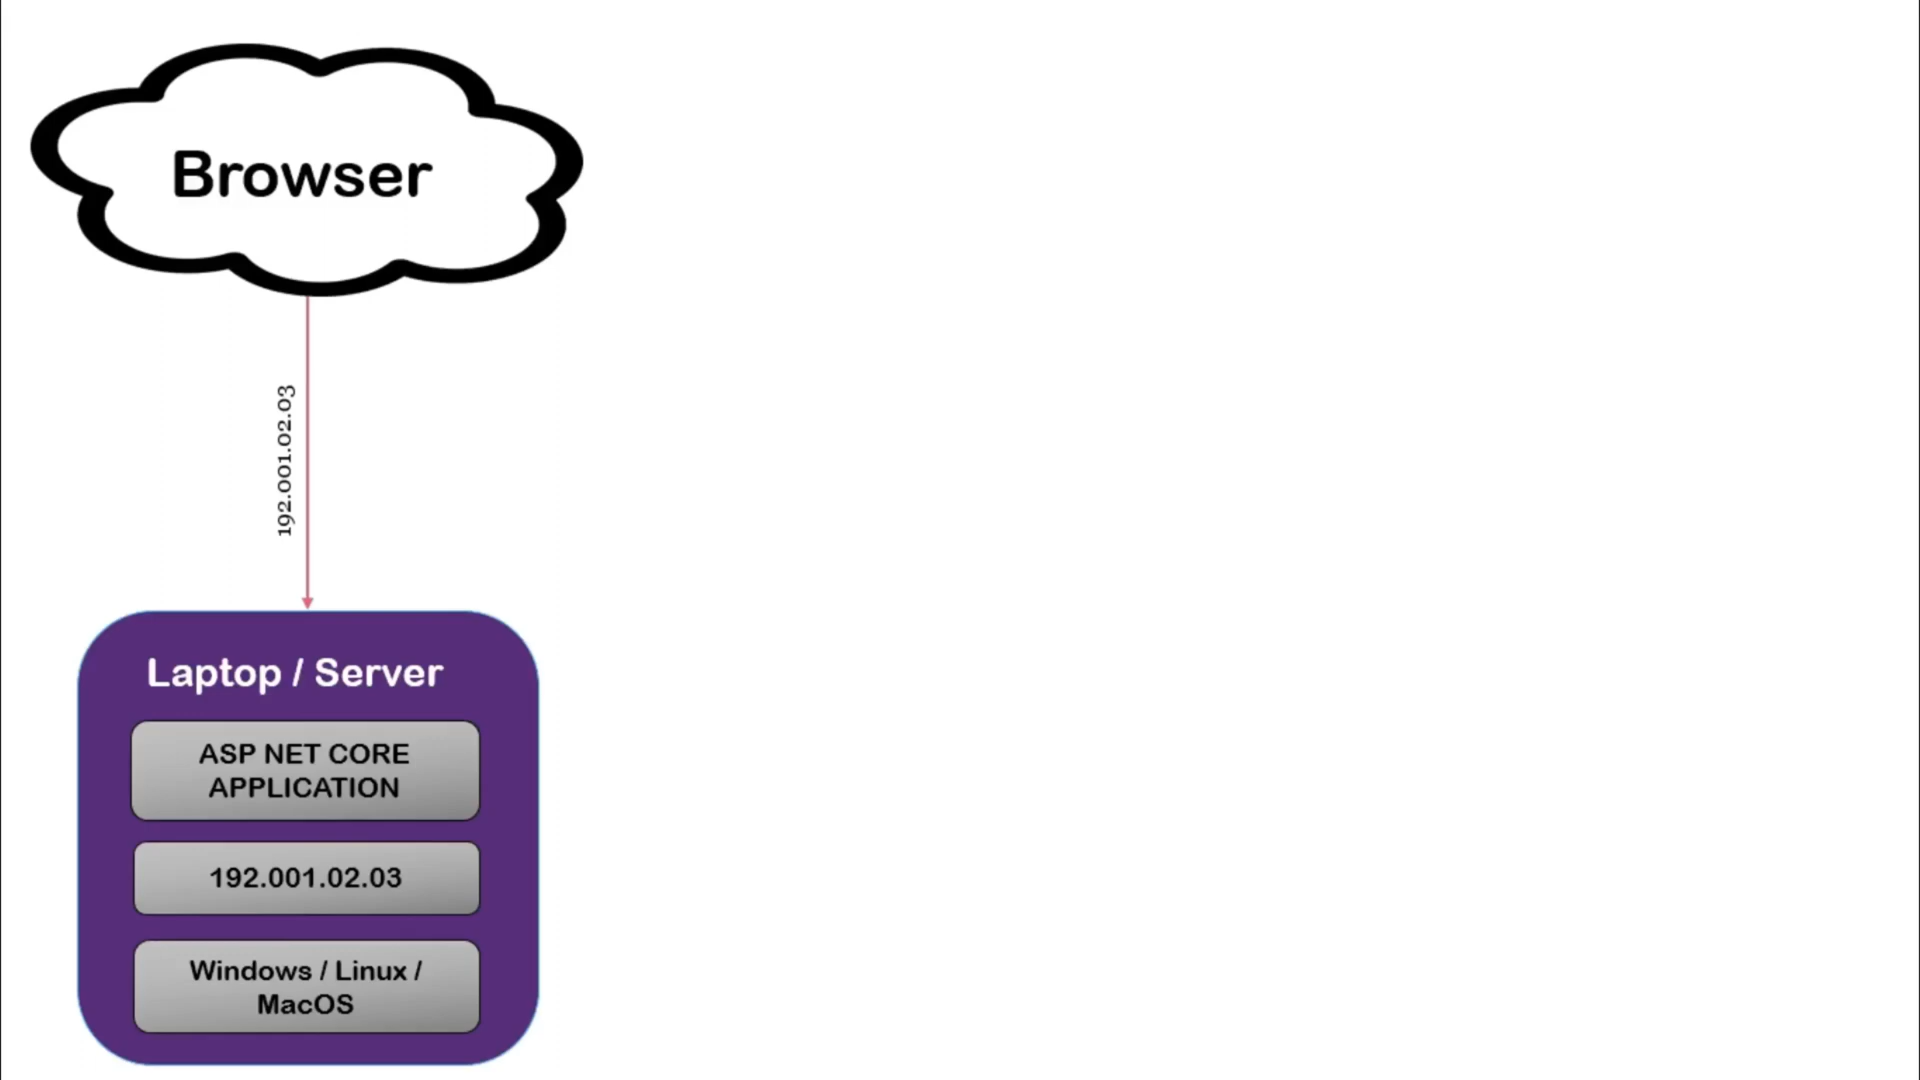 Browser
192.001.02.03
Laptop / Server
ASP NET CORE
APPLICATION
192.001.02.03
Windows / Linux /
MacOS